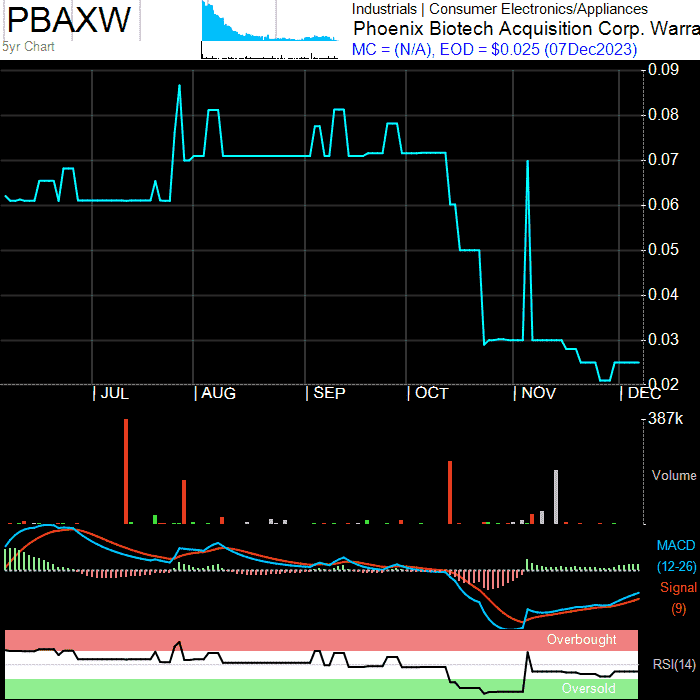 PBAXW
5yr Chart
Industrials | Consumer Electronics/Appliances
Phoenix Biotech Acquisition Corp. Warra
MC = (N/A), EOD = $0.025 (07Dec2023)
0.09
0.08
0.07
0.06
0.05
0.04
0.03
0.02
JUL AUG SEP OCT NOV DEC
387k
Volume
MACD
(12-26)
Signal
(9)
Overbought
RSI(14)
Oversold